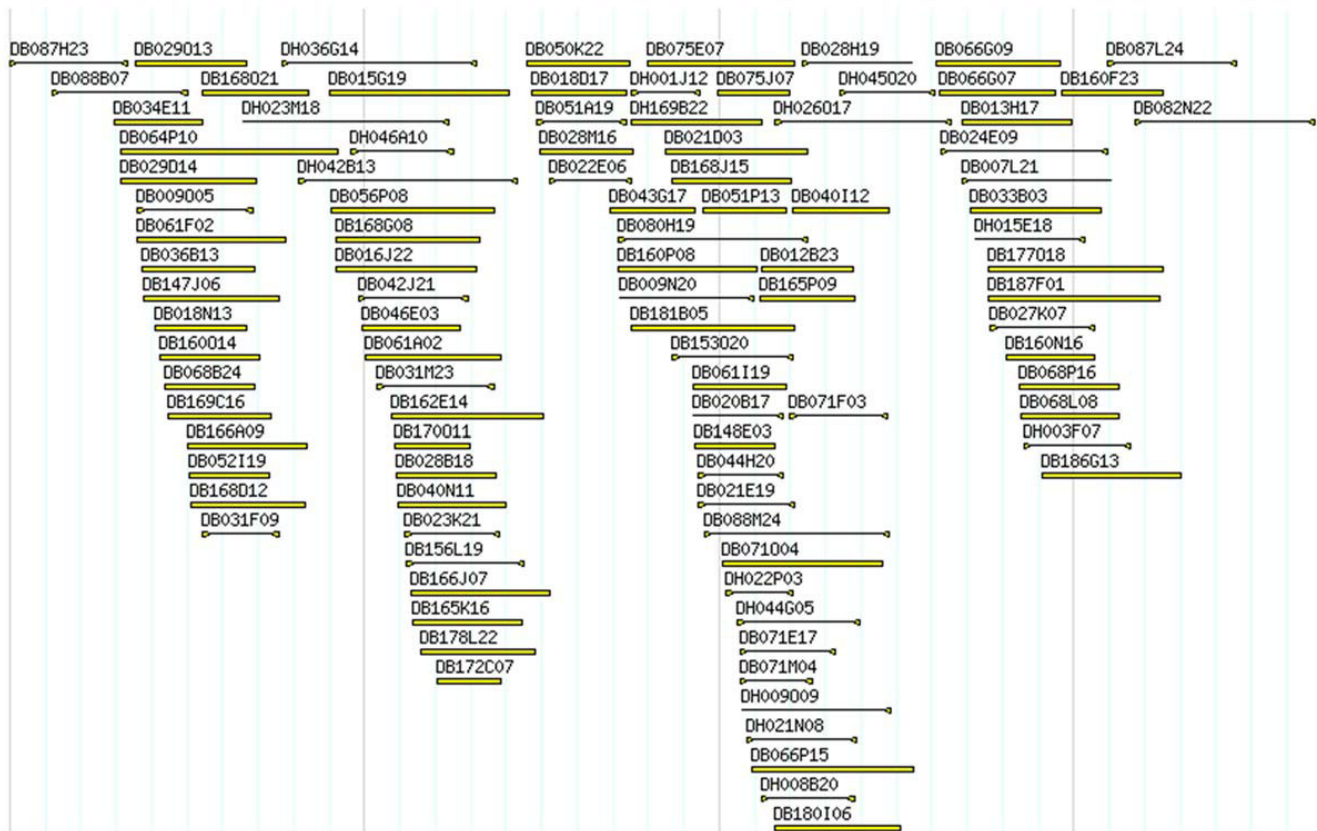 DB087H23 DB029O13 DH036G14 DB050K22 DB075E07 DB028H19 DB066G09 DB087L24
DB088B07 DB168O21 DB015G19 DB018D17 DH001J12 DB075J07 DH045O20 DB066G07 DB160F23
DB034E11 DH023M18 DB051A19 DH169B22 DH026O17 DB013H17 DB082N22
DB064P10 DH046A10 DB028M16 DB021D03 DB024E09
DB029D14 DH042B13 DB022E06 DB168J15 DB007L21
DB009O05 DB056P08 DB043G17 DB051P13 DB040I12 DB033B03
DB061F02 DB168G08 DB080H19 DH015E18
DB036B13 DB016J22 DB160P08 DB012B23 DB177O18
DB147J06 DB042J21 DB009N20 DB165P09 DB187F01
DB018N13 DB046E03 DB181B05 DB027K07
DB160O14 DB061A02 DB153O20 DB160N16
DB068B24 DB031M23 DB061I19 DB068P16
DB169C16 DB162E14 DB020B17 DB071F03 DB068L08
DB166A09 DB170O11 DB148E03 DH003F07
DB052I19 DB028B18 DB044H20 DB186G13
DB168D12 DB040N11 DB021E19
DB031F09 DB023K21 DB088M24
DB156L19 DB071O04
DB166J07 DH022P03
DB165K16 DH044G05
DB178L22 DB071E17
DB172C07 DB071M04
DH009O09
DH021N08
DB066P15
DH008B20
DB180I06